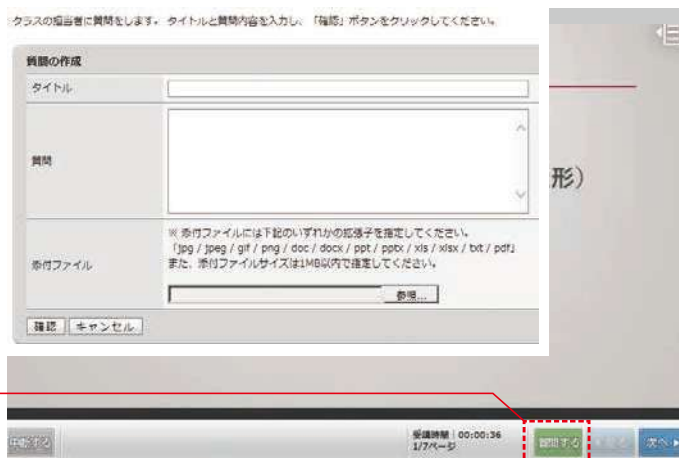 クラスの担当者に質問をします。 タイトルと質問内容を入力し、「確認」ボタンをクリックしてください。
質問の作成
タイトル
質問
添付ファイル
※ 添付ファイルには下記のいずれかの拡張子を指定してください。
「jpg / jpeg / gif / png / doc / docx / ppt / pptx / xls / xlsx / txt / pdf」
また、添付ファイルサイズは1MB以内で指定してください。
参照...
確認 キャンセル
形）
中断する
受講時間 00:00:36
1/7ページ
質問する
次へ